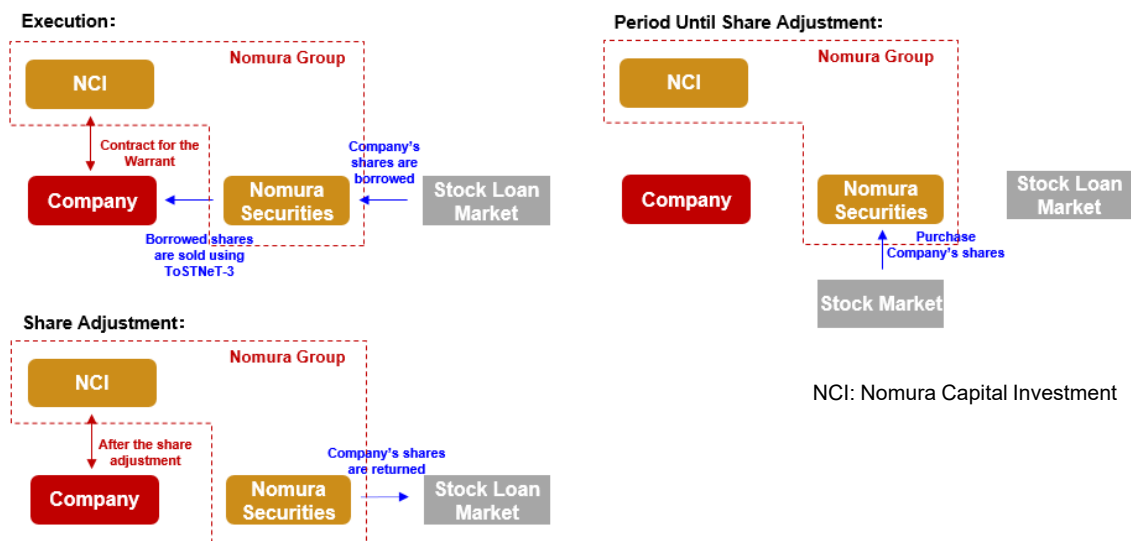 Execution:
Nomura Group
NCI
Contract for the
Warrant
Company's
shares are
borrowed
Company
Nomura
Securities
Stock Loan
Market
Borrowed shares
are sold using
ToSTNeT-3
Period Until Share Adjustment:
Nomura Group
NCI
Company
Nomura
Securities
Stock Loan
Market
Purchase
Company's shares
Stock Market
Share Adjustment:
Nomura Group
NCI
After the share
adjustment
Company's shares
are returned
Company
Nomura
Securities
Stock Loan
Market
NCI: Nomura Capital Investment